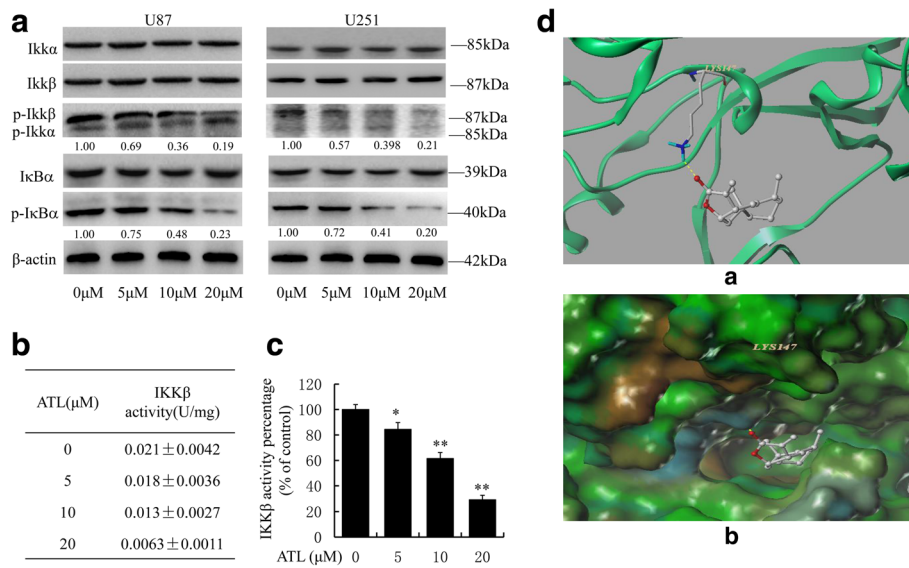 a
U87
U251
Ikkα
85kDa
Ikkβ
87kDa
p-Ikkβ
87kDa
p-Ikkα
85kDa
1.00 0.69 0.36 0.19
1.00 0.57 0.398 0.21
IκBα
39kDa
p-IκBα
40kDa
1.00 0.75 0.48 0.23
1.00 0.72 0.41 0.20
β-actin
42kDa
0μM 5μM 10μM 20μM
0μM 5μM 10μM 20μM
b
ATL(μM)
IKKβ
activity(U/mg)
0 0.021±0.0042
5 0.018±0.0036
10 0.013±0.0027
20 0.0063±0.0011
c
IKKβ activity percentage
(% of control)
120
100
80
60
40
20
0
*
**
**
ATL (μM) 0 5 10 20
d
LYS147
a
LYS147
b